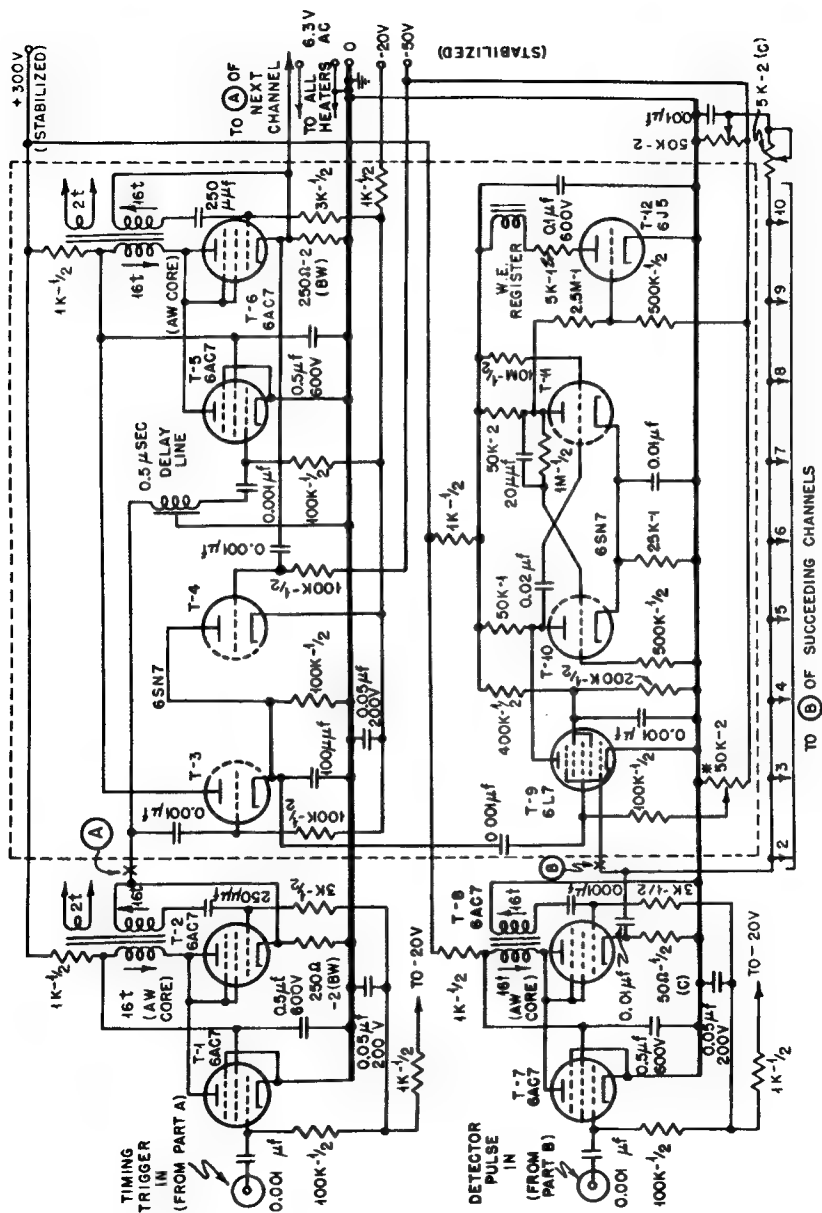 +300V
(STABILIZED)
TO Ⓐ OF
NEXT
CHANNEL
TO ALL
HEATERS
6.3V
AC
0
-20V
-50V
(STABILIZED)
1K-½
2t
16t
16t
(AW CORE)
250
μμf
T-6
6AC7
3K-½
250Ω-2
(BW)
1K-½
T-5
6AC7
0.5μf
600V
0.5 μSEC
DELAY
LINE
0.001μf
100K-½
0.001μf
T-4
6SN7
100K-½
100K-½
T-3
0.001μf
100μμf
100K-½
0.05μf
200V
A
1K-½
2t
16t
16t
(AW
CORE)
T-2
6AC7
250μμf
3K-½
0.5μf
600V
250Ω
-2(BW)
T-1
6AC7
0.05μf
200V
TIMING
TRIGGER
IN
(FROM PART A)
0.001
μf
100K-½
1K-½
TO-20V
DETECTOR
PULSE
IN
(FROM
PART B)
0.001
μf
100K-½
1K-½
TO-20V
T-7
6AC7
1K-½
16t
16t
(AW
CORE)
T-8
6AC7
0.001μf
3K-1/2
0.01μf
50Ω-½
(C)
0.5μf
600V
0.05μf
200V
B
0.001μf
T-9
6L7
100K-½
*
50K-2
400K-½
200K-½
0.001μf
1K-½
50K-1
T-10
0.02μf
500K-½
6SN7
25K-1
0.01μf
50K-2
20μμf
1M-½
10M-½
T-11
W.E.
REGISTER
5K-1
0.1μf
600V
2.5M-1
T-12
6J5
500K-½
0.01μf
50K-2
5K-2(C)
2
3
4
5
6
7
8
9
10
TO Ⓑ OF SUCCEEDING CHANNELS